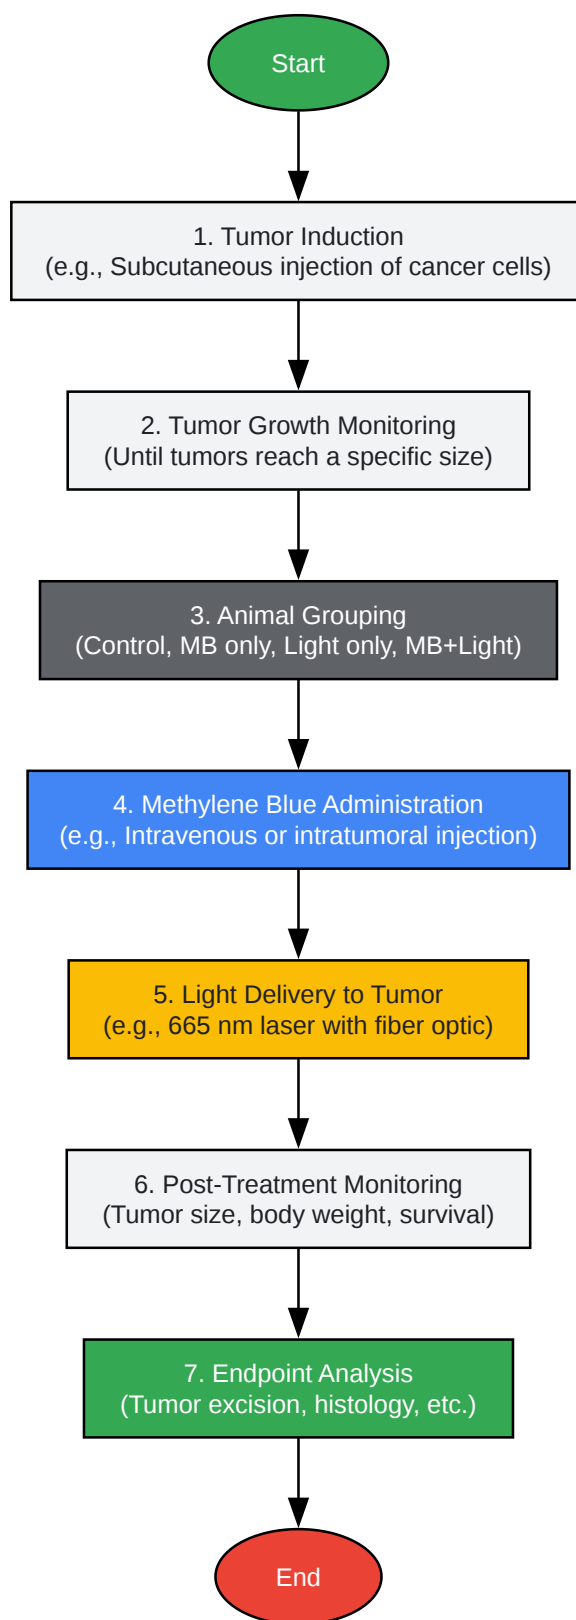 Start
1. Tumor Induction
(e.g., Subcutaneous injection of cancer cells)
2. Tumor Growth Monitoring
(Until tumors reach a specific size)
3. Animal Grouping
(Control, MB only, Light only, MB+Light)
4. Methylene Blue Administration
(e.g., Intravenous or intratumoral injection)
5. Light Delivery to Tumor
(e.g., 665 nm laser with fiber optic)
6. Post-Treatment Monitoring
(Tumor size, body weight, survival)
7. Endpoint Analysis
(Tumor excision, histology, etc.)
End